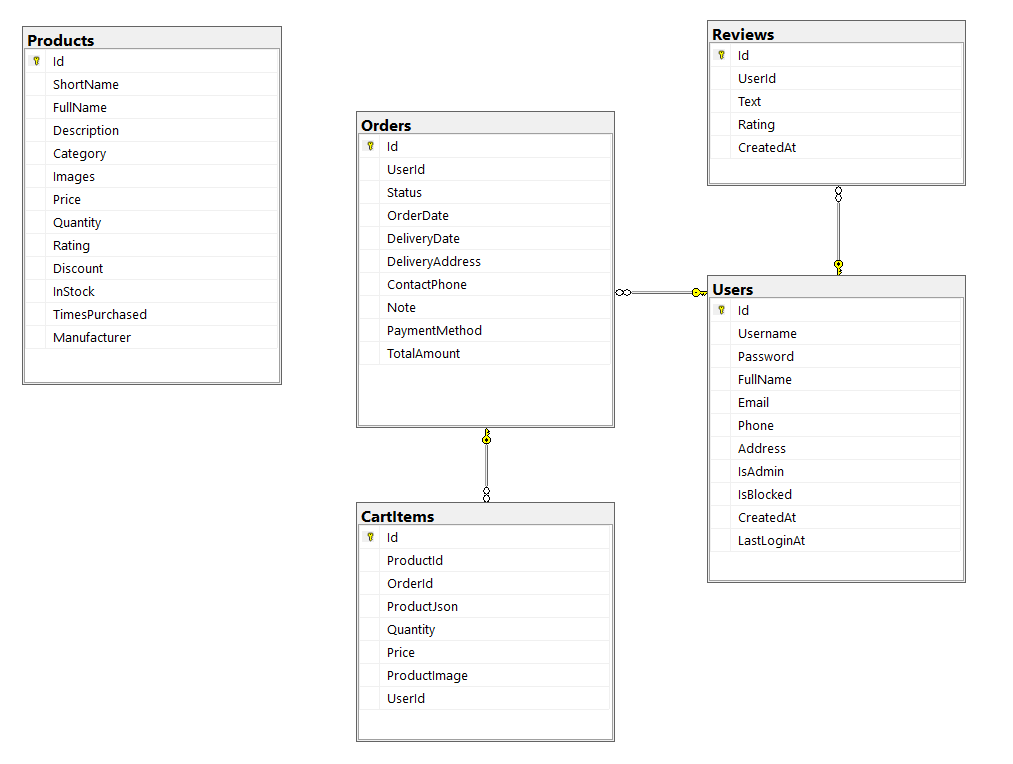 Products
Id
ShortName
FullName
Description
Category
Images
Price
Quantity
Rating
Discount
InStock
TimesPurchased
Manufacturer
Orders
Id
UserId
Status
OrderDate
DeliveryDate
DeliveryAddress
ContactPhone
Note
PaymentMethod
TotalAmount
CartItems
Id
ProductId
OrderId
ProductJson
Quantity
Price
ProductImage
UserId
Reviews
Id
UserId
Text
Rating
CreatedAt
Users
Id
Username
Password
FullName
Email
Phone
Address
IsAdmin
IsBlocked
CreatedAt
LastLoginAt